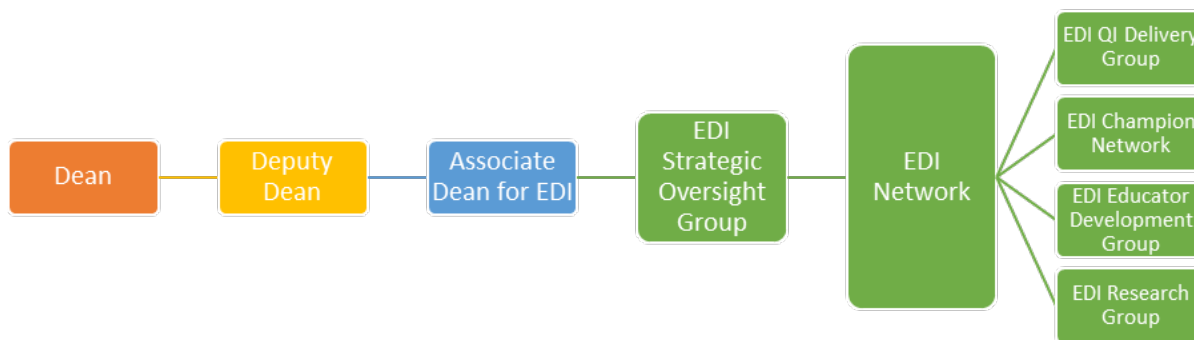 Dean
Deputy
Dean
Associate
Dean for EDI
EDI
Strategic
Oversight
Group
EDI
Network
EDI QI Delivery
Group
EDI Champion
Network
EDI Educator
Development
Group
EDI Research
Group